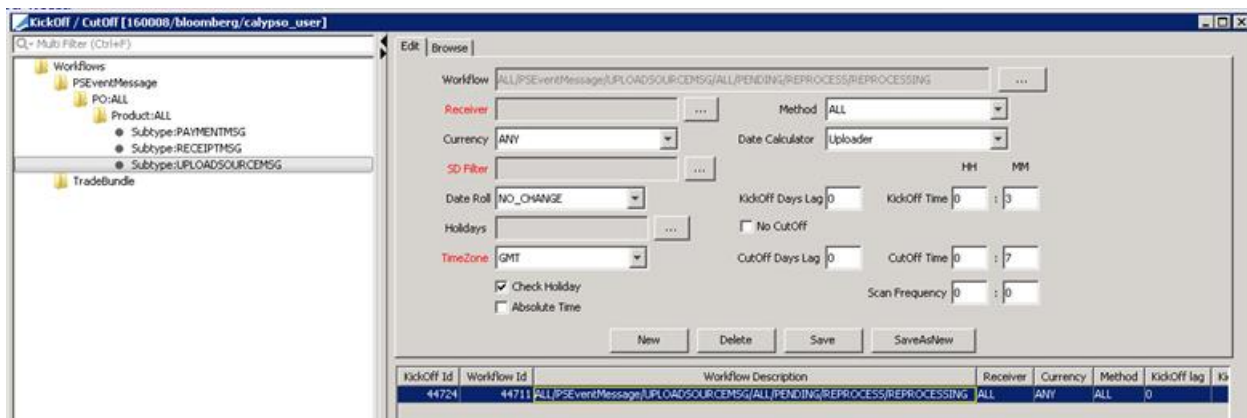 KickOff / CutOff [160008/bloomberg/calypso_user]
Multi Filter (Ctrl+F)
Workflows
PSEventMessage
PO:ALL
Product:ALL
Subtype:PAYMENTMSG
Subtype:RECEIPTMSG
Subtype:UPLOADSOURCEMSG
TradeBundle
Edit Browse
Workflow ALL/PSEventMessage/UPLOADSOURCEMSG/ALL/PENDING/REPROCESS/REPROCESSING ...
Receiver ... Method ALL
Currency ANY Date Calculator Uploader
SD Filter ... HH MM
Date Roll NO_CHANGE KickOff Days Lag 0 KickOff Time 0 : 3
Holidays ... No CutOff
TimeZone GMT CutOff Days Lag 0 CutOff Time 0 : 7
Check Holiday Scan Frequency 0 : 0
Absolute Time
New Delete Save SaveAsNew
KickOff Id Workflow Id Workflow Description Receiver Currency Method KickOff lag
44724 44711 ALL/PSEventMessage/UPLOADSOURCEMSG/ALL/PENDING/REPROCESS/REPROCESSING ALL ANY ALL 0